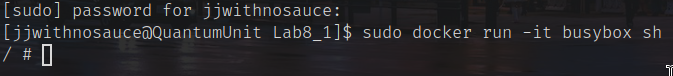 [sudo] password for jjwithnosauce:
[jjwithnosauce@QuantumUnit Lab8_1]$ sudo docker run -it busybox sh
/ #